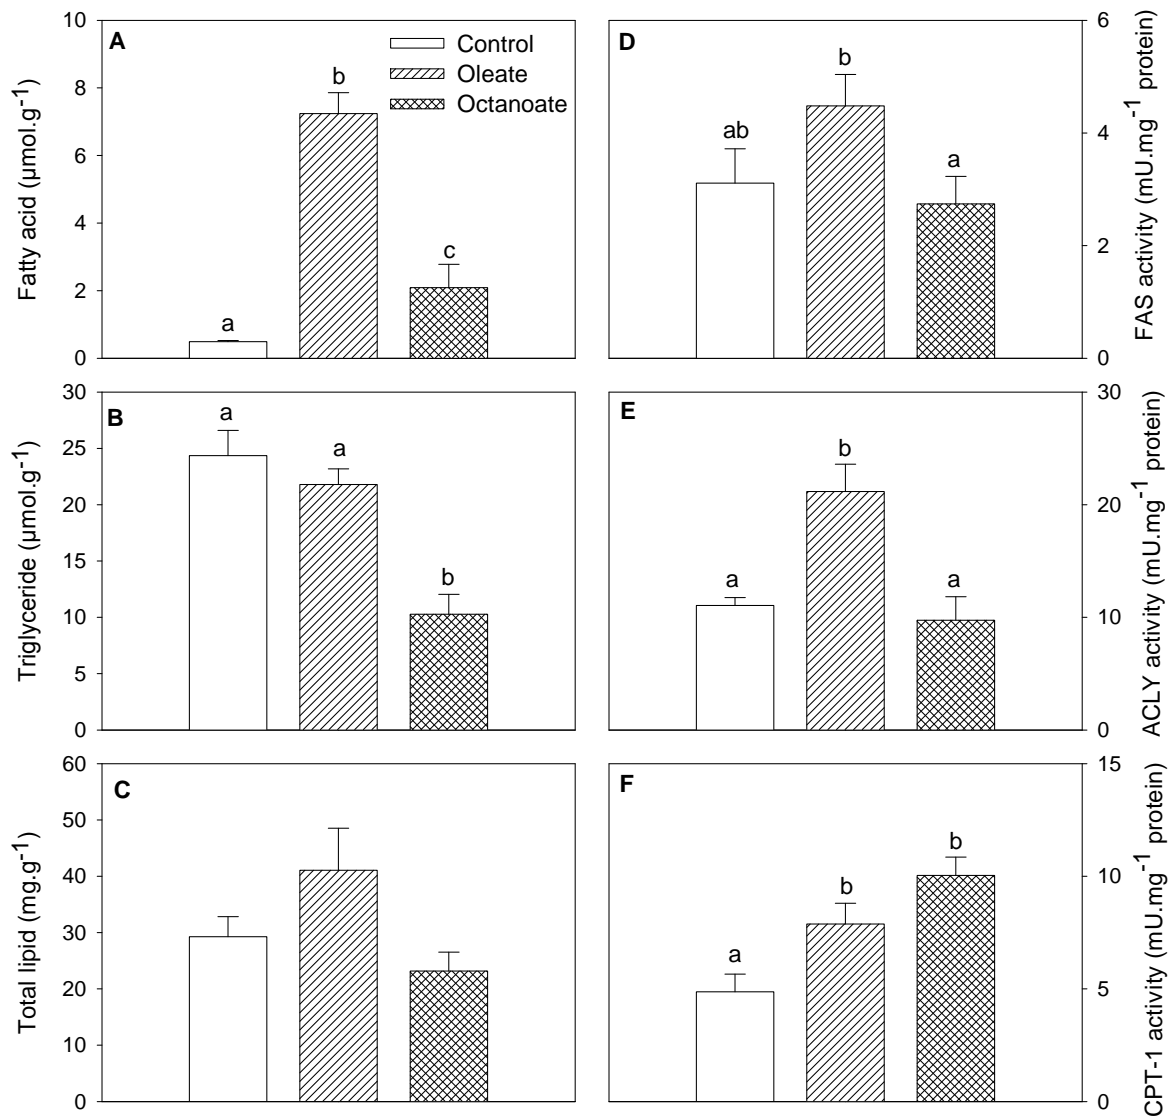 A
Control
Oleate
Octanoate
Fatty acid (µmol.g-1)
10
8
6
4
2
0
a
b
c
D
FAS activity (mU.mg-1 protein)
6
4
2
0
ab
b
a
B
Triglyceride (µmol.g-1)
30
25
20
15
10
5
0
a
a
b
E
ACLY activity (mU.mg-1 protein)
30
20
10
0
a
b
a
C
Total lipid (mg.g-1)
60
50
40
30
20
10
0
F
CPT-1 activity (mU.mg-1 protein)
15
10
5
0
a
b
b